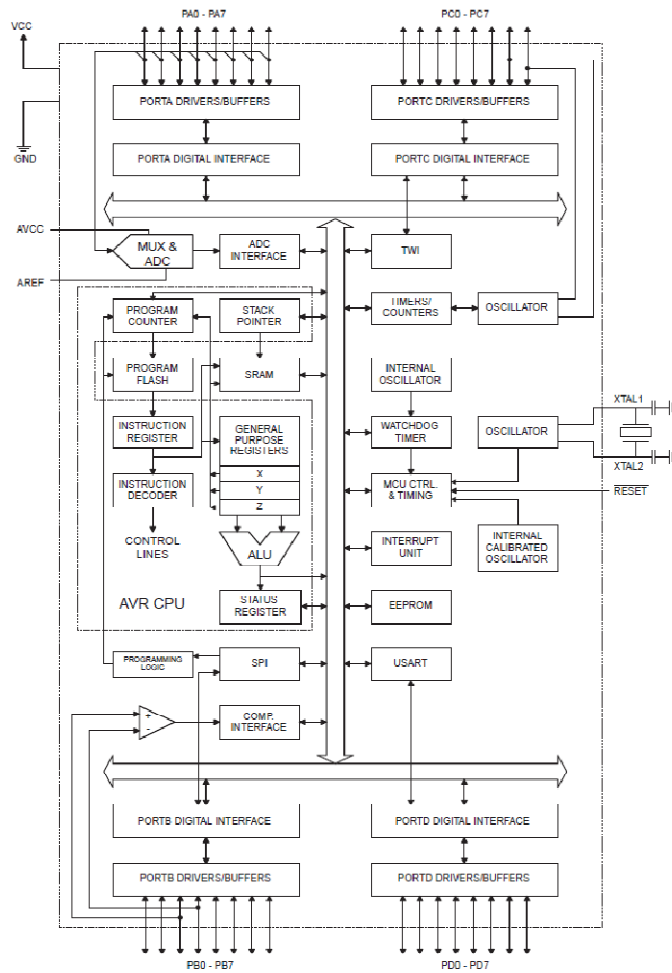 PA0 - PA7
PC0 - PC7
VCC
PORTA DRIVERS/BUFFERS
PORTC DRIVERS/BUFFERS
GND
PORTA DIGITAL INTERFACE
PORTC DIGITAL INTERFACE
AVCC
MUX &
ADC
ADC
INTERFACE
TWI
AREF
PROGRAM
COUNTER
STACK
POINTER
TIMERS/
COUNTERS
OSCILLATOR
PROGRAM
FLASH
SRAM
INTERNAL
OSCILLATOR
XTAL1
INSTRUCTION
REGISTER
GENERAL
PURPOSE
REGISTERS
WATCHDOG
TIMER
OSCILLATOR
XTAL2
X
INSTRUCTION
DECODER
Y
MCU CTRL.
& TIMING
RESET
Z
CONTROL
LINES
ALU
INTERRUPT
UNIT
INTERNAL
CALIBRATED
OSCILLATOR
AVR CPU
STATUS
REGISTER
EEPROM
PROGRAMMING
LOGIC
SPI
USART
+
-
COMP.
INTERFACE
PORTB DIGITAL INTERFACE
PORTD DIGITAL INTERFACE
PORTB DRIVERS/BUFFERS
PORTD DRIVERS/BUFFERS
PB0 - PB7
PD0 - PD7